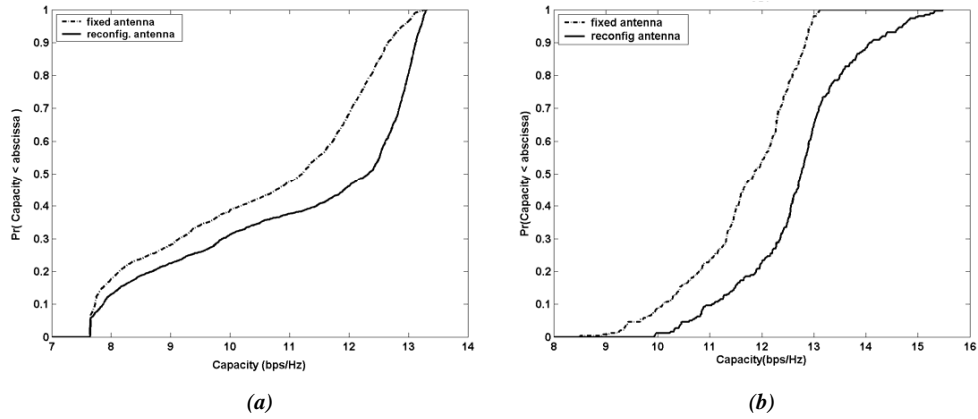 fixed antenna
reconfig. antenna
1
0.9
0.8
0.7
0.6
0.5
0.4
0.3
0.2
0.1
0
Pr( Capacity < abscissa )
7 8 9 10 11 12 13 14
Capacity (bps/Hz)
(a)
fixed antenna
reconfig. antenna
1
0.9
0.8
0.7
0.6
0.5
0.4
0.3
0.2
0.1
0
Pr(Capacity < abscissa)
8 9 10 11 12 13 14 15 16
Capacity(bps/Hz)
(b)